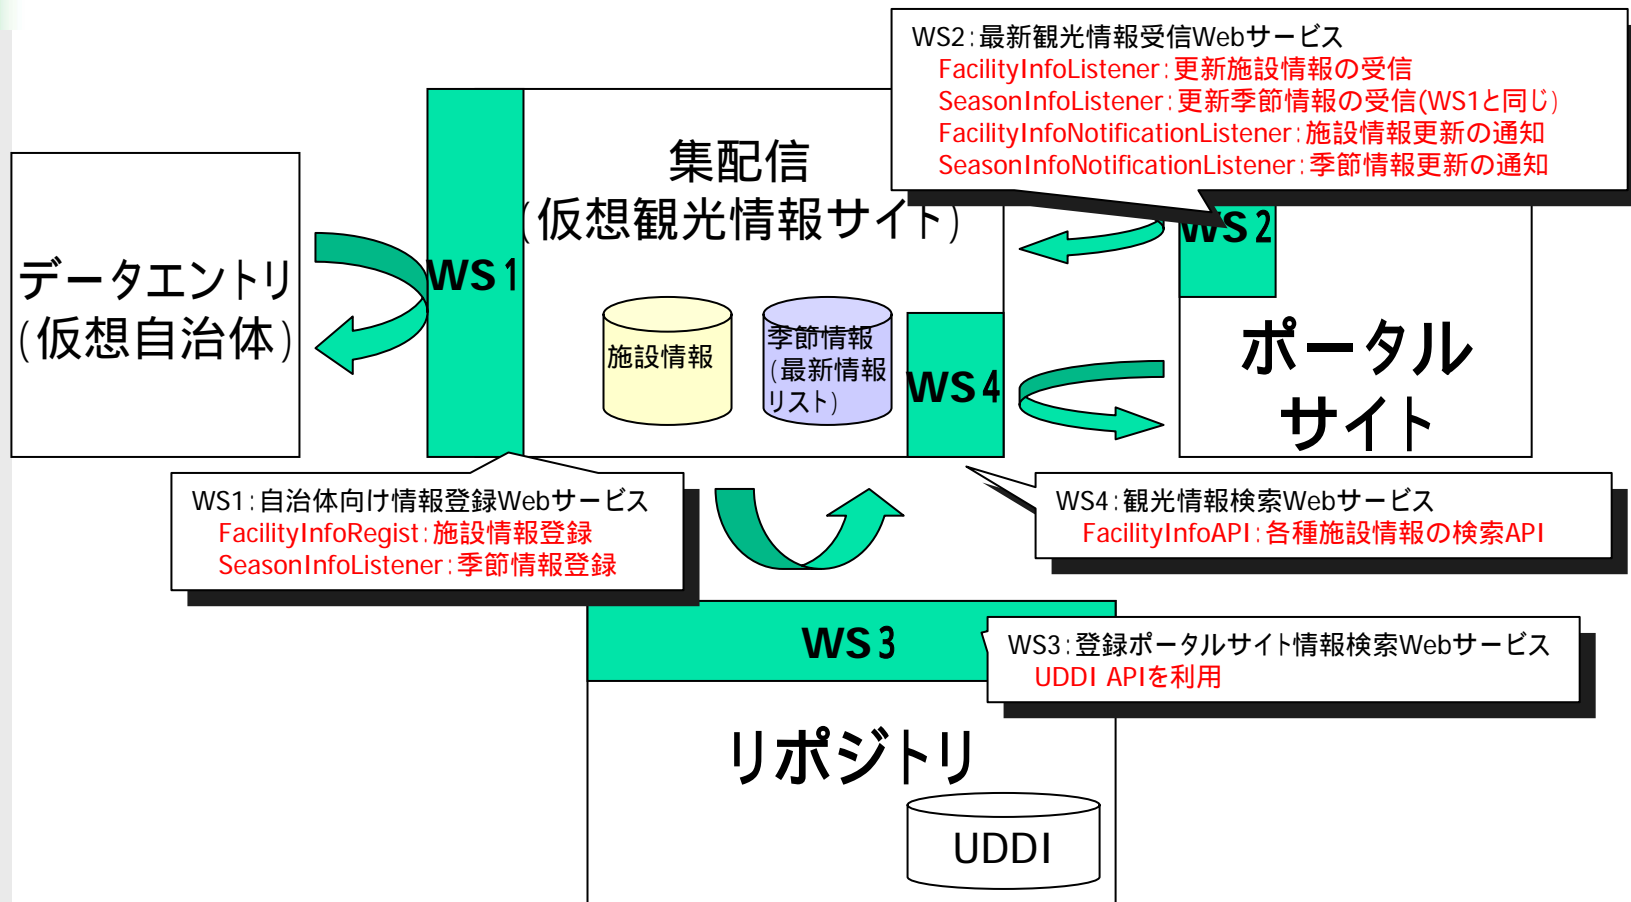 WS2:最新観光情報受信Webサービス
FacilityInfoListener:更新施設情報の受信
SeasonInfoListener:更新季節情報の受信(WS1と同じ)
FacilityInfoNotificationListener:施設情報更新の通知
SeasonInfoNotificationListener:季節情報更新の通知
集配信
(仮想観光情報サイト)
データエントリ
(仮想自治体)
WS1
WS2
施設情報
季節情報
(最新情報
リスト)
WS4
ポータル
サイト
WS1:自治体向け情報登録Webサービス
FacilityInfoRegist:施設情報登録
SeasonInfoListener:季節情報登録
WS4:観光情報検索Webサービス
FacilityInfoAPI:各種施設情報の検索API
WS3
WS3:登録ポータルサイト情報検索Webサービス
UDDI APIを利用
リポジトリ
UDDI